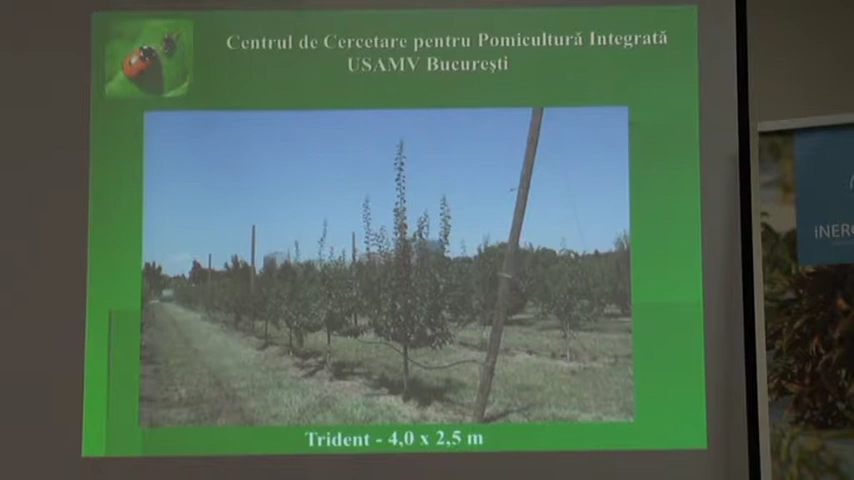 Centrul de Cercetare pentru Pomicultură Integrată
USAMV București
Trident - 4,0 x 2,5 m